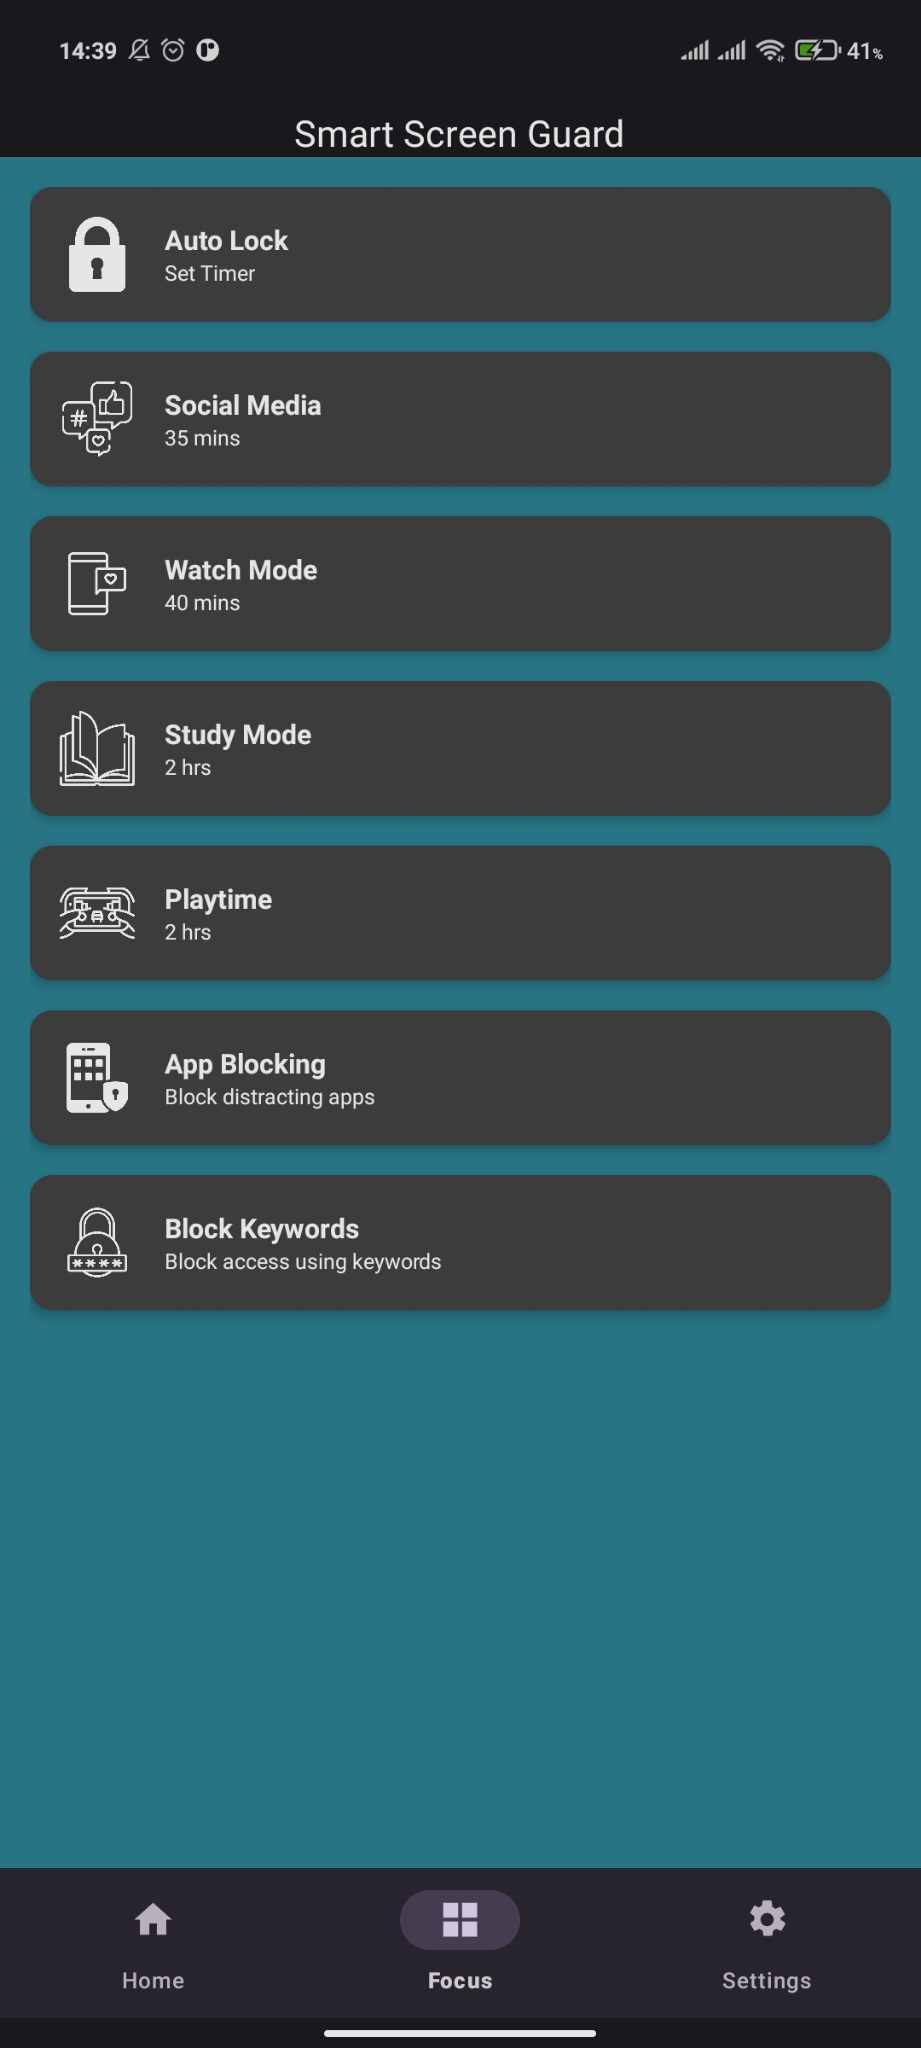 14:39 41%
Smart Screen Guard
Auto Lock
Set Timer
#
Social Media
35 mins
Watch Mode
40 mins
Study Mode
2 hrs
Playtime
2 hrs
App Blocking
Block distracting apps
****
Block Keywords
Block access using keywords
Home Focus Settings